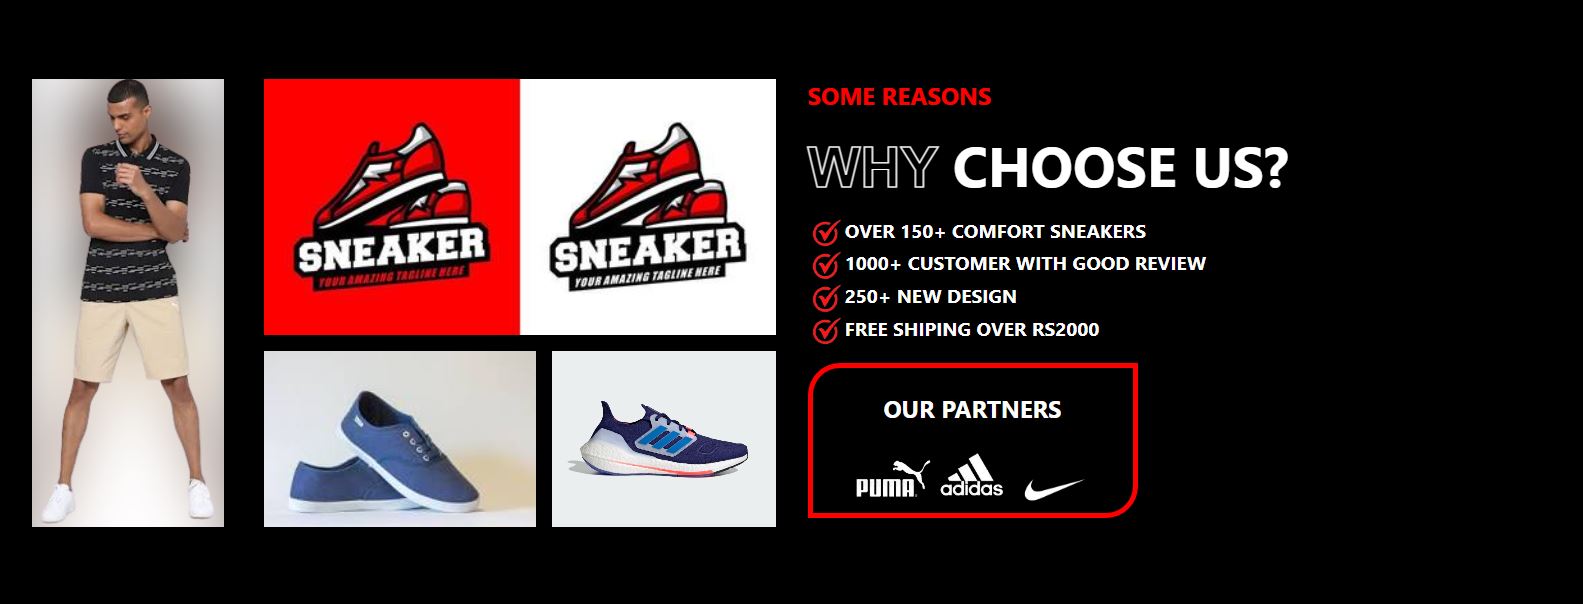 SNEAKER
YOUR AMAZING TAGLINE HERE
SNEAKER
YOUR AMAZING TAGLINE HERE
SOME REASONS
WHY CHOOSE US?
OVER 150+ COMFORT SNEAKERS
1000+ CUSTOMER WITH GOOD REVIEW
250+ NEW DESIGN
FREE SHIPING OVER RS2000
OUR PARTNERS
PUMA adidas